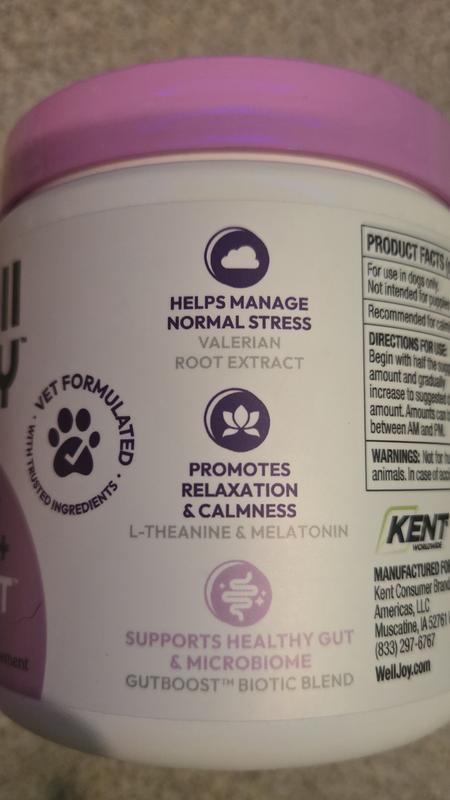 VET FORMULATED
· WITH TRUSTED INGREDIENTS ·
HELPS MANAGE
NORMAL STRESS
VALERIAN
ROOT EXTRACT
PROMOTES
RELAXATION
& CALMNESS
L-THEANINE & MELATONIN
SUPPORTS HEALTHY GUT
& MICROBIOME
GUTBOOST™ BIOTIC BLEND
PRODUCT FACTS
For use in dogs only.
Not intended for puppies
Recommended for
DIRECTIONS FOR USE:
Begin with half the
amount and gradually
increase to suggested
amount. Amounts can
between AM and PM.
WARNINGS: Not for
animals. In case of
KENT
WORLDWIDE
MANUFACTURED FOR
Kent Consumer
Americas, LLC
Muscatine, IA 52761
(833) 297-6767
WellJoy.com